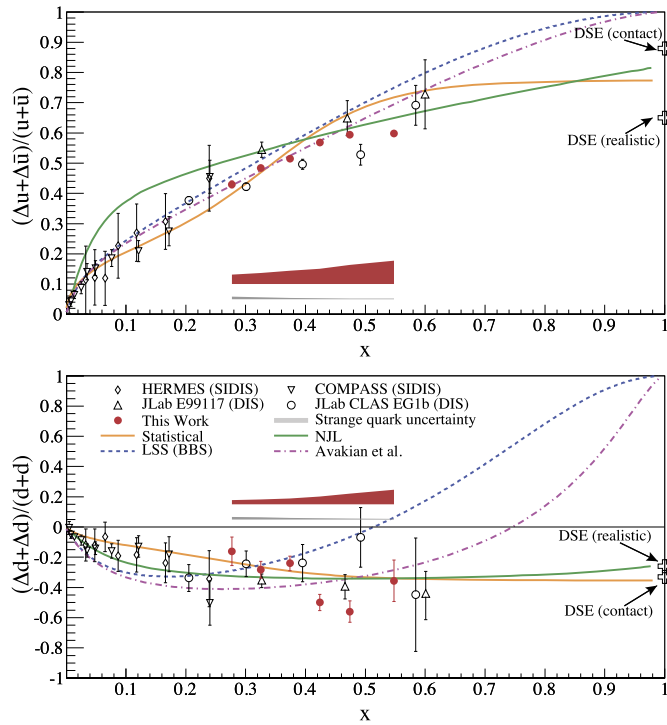 (Δu+Δū)/(u+ū)
1
0.9
0.8
0.7
0.6
0.5
0.4
0.3
0.2
0.1
0
DSE (contact)
DSE (realistic)
0.1 0.2 0.3 0.4 0.5 0.6 0.7 0.8 0.9 1
x
(Δd+Δd)/(d+d)
1
0.8
0.6
0.4
0.2
0
-0.2
-0.4
-0.6
-0.8
-1
HERMES (SIDIS) COMPASS (SIDIS)
JLab E99117 (DIS) JLab CLAS EG1b (DIS)
This Work Strange quark uncertainty
Statistical NJL
LSS (BBS) Avakian et al.
DSE (realistic)
DSE (contact)
0.1 0.2 0.3 0.4 0.5 0.6 0.7 0.8 0.9 1
x